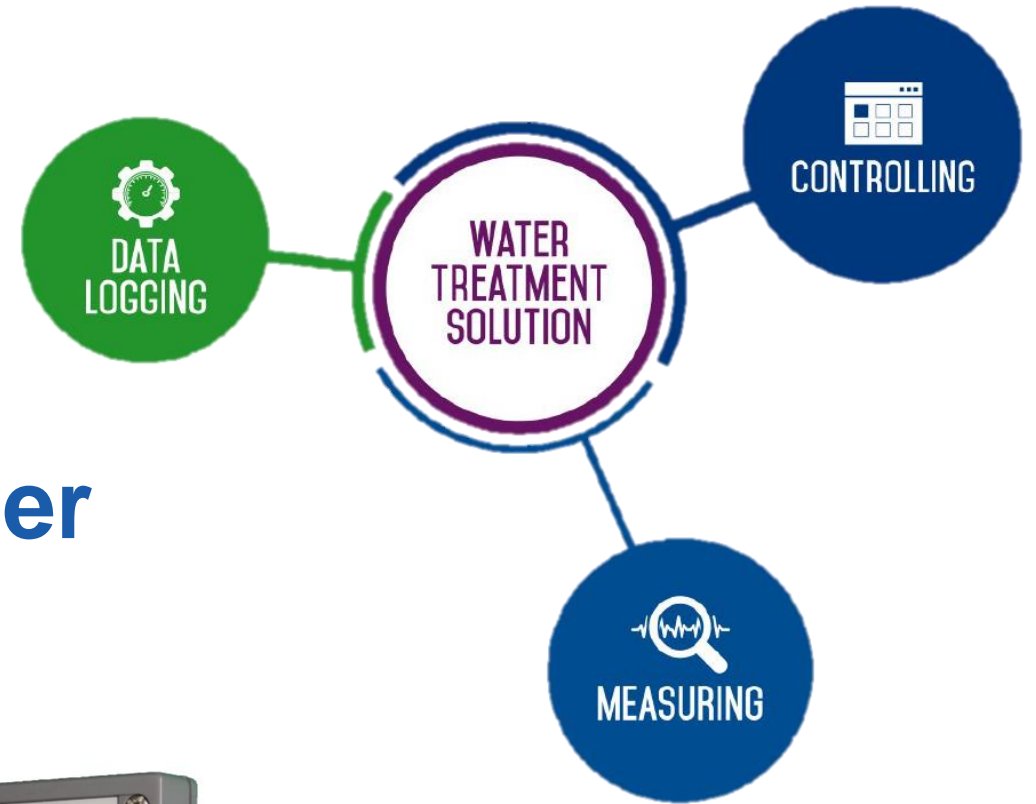 CONTROLLING
DATA
LOGGING
WATER
TREATMENT
SOLUTION
er
MEASURING